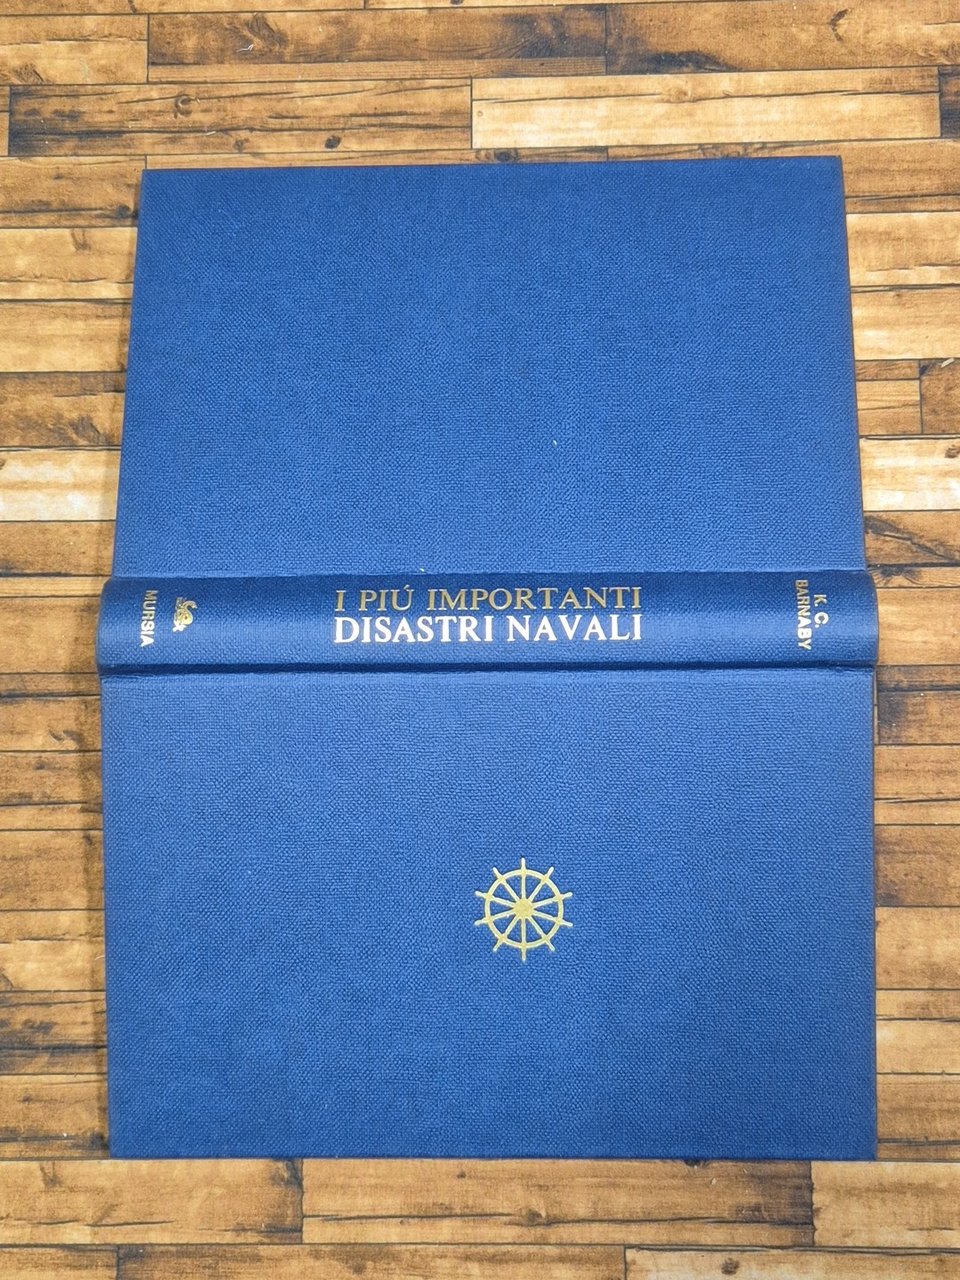 MURSIA
I PIÚ IMPORTANTI
DISASTRI NAVALI
K. C.
BARNABY